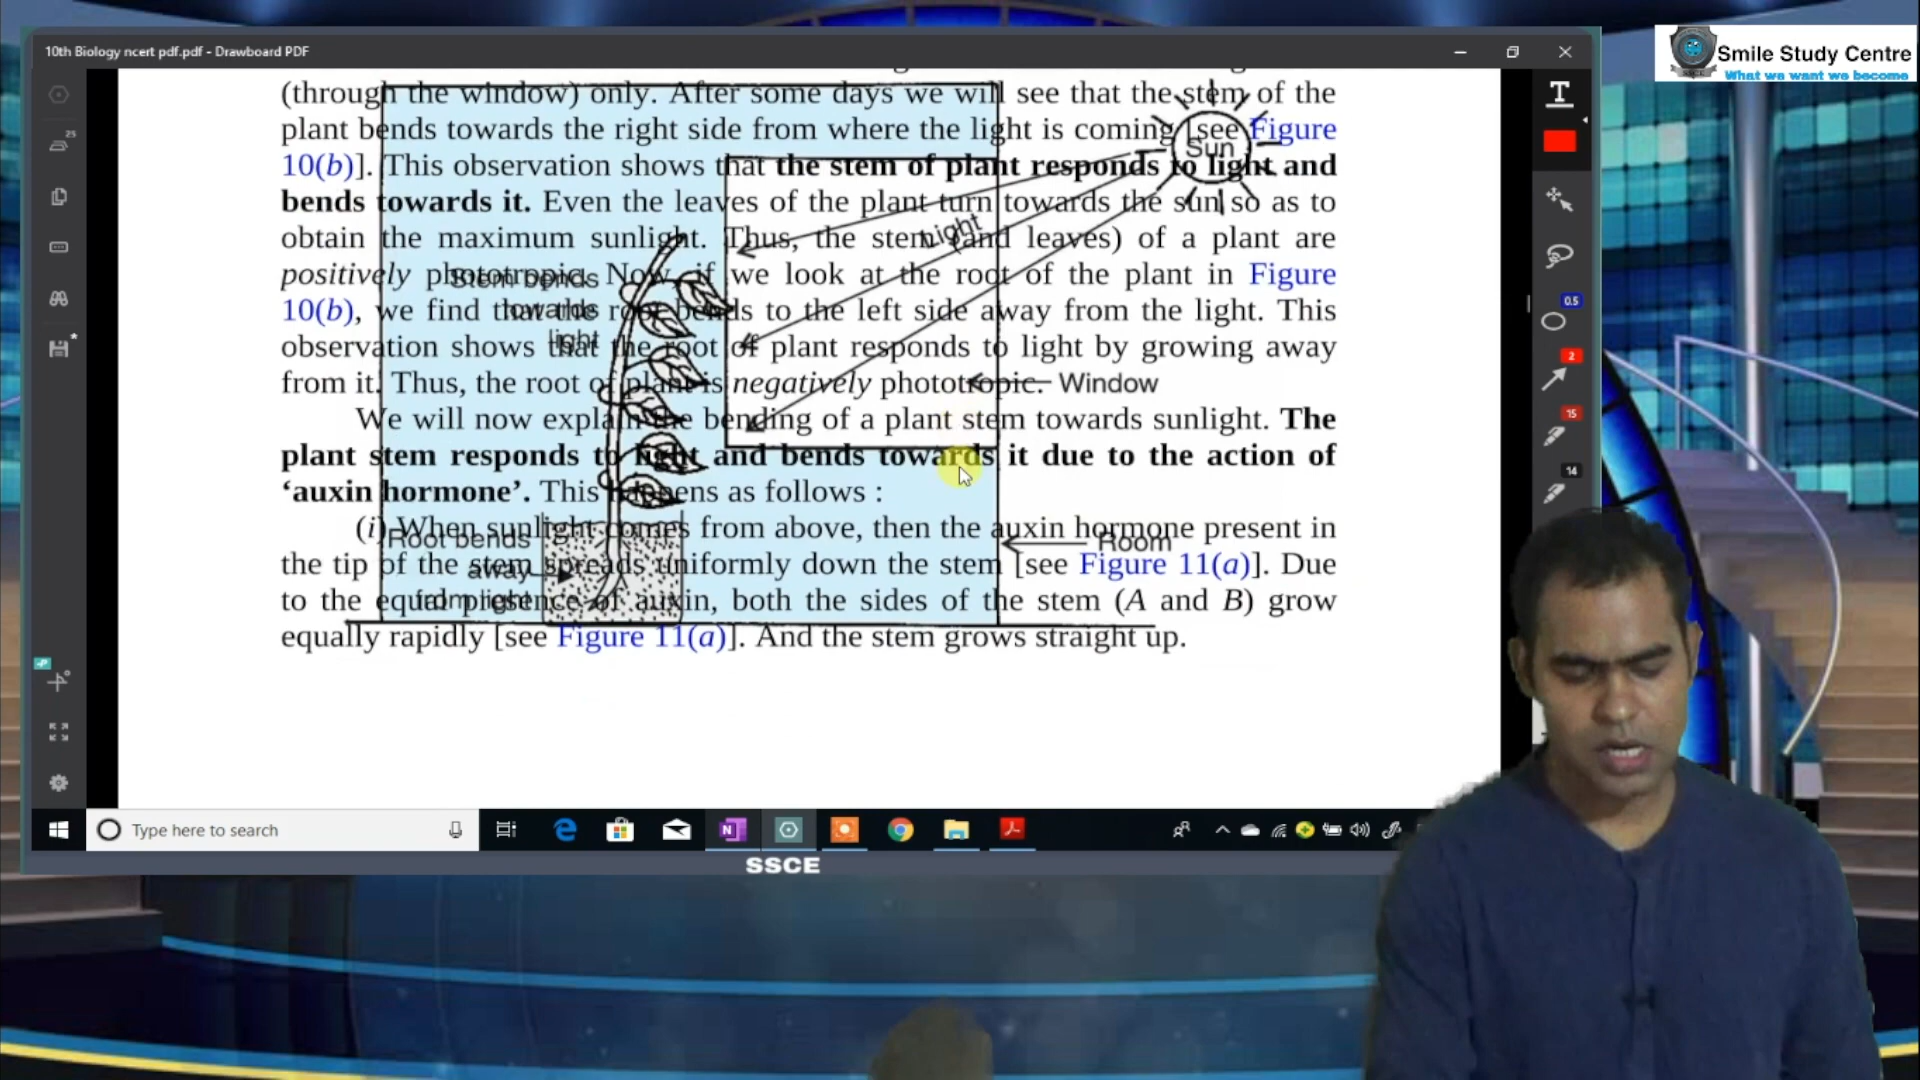 10th Biology ncert pdf.pdf - Drawboard PDF
Smile Study Centre
What we want we become
(through the window) only. After some days we will see that the stem of the
plant bends towards the right side from where the light is coming [see Figure
10(b)]. This observation shows that the stem of plant responds to light and
bends towards it. Even the leaves of the plant turn towards the sun so as to
obtain the maximum sunlight. Thus, the stem (and leaves) of a plant are
positively phototropic. Now, if we look at the root of the plant in Figure
10(b), we find that the root bends to the left side away from the light. This
observation shows that the root of plant responds to light by growing away
from it. Thus, the root of plant is negatively phototropic.
We will now explain the bending of a plant stem towards sunlight. The
plant stem responds to light and bends towards it due to the action of
‘auxin hormone’. This happens as follows :
(i) When sunlight comes from above, then the auxin hormone present in
the tip of the stem spreads uniformly down the stem [see Figure 11(a)]. Due
to the equal presence of auxin, both the sides of the stem (A and B) grow
equally rapidly [see Figure 11(a)]. And the stem grows straight up.
Sun
Light
Stem bends
towards
light
Window
Root bends
away
from light
Room
25
0.5
2
15
14
Type here to search
SSCE